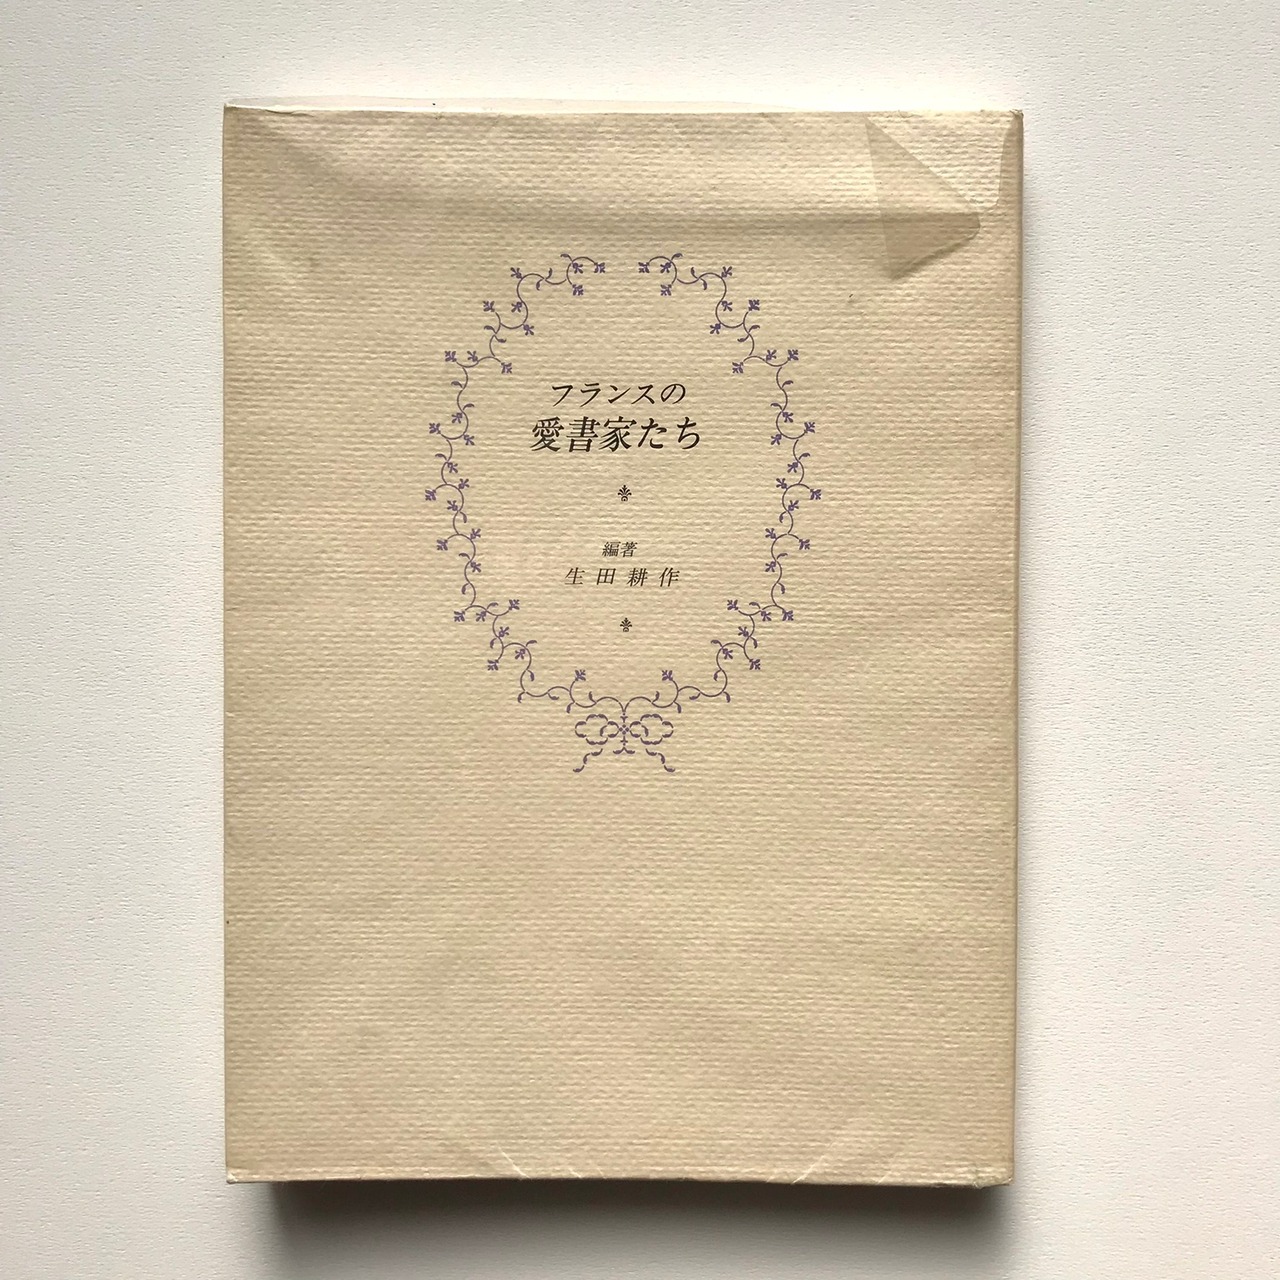 フランスの
愛書家たち
編著
生田耕作